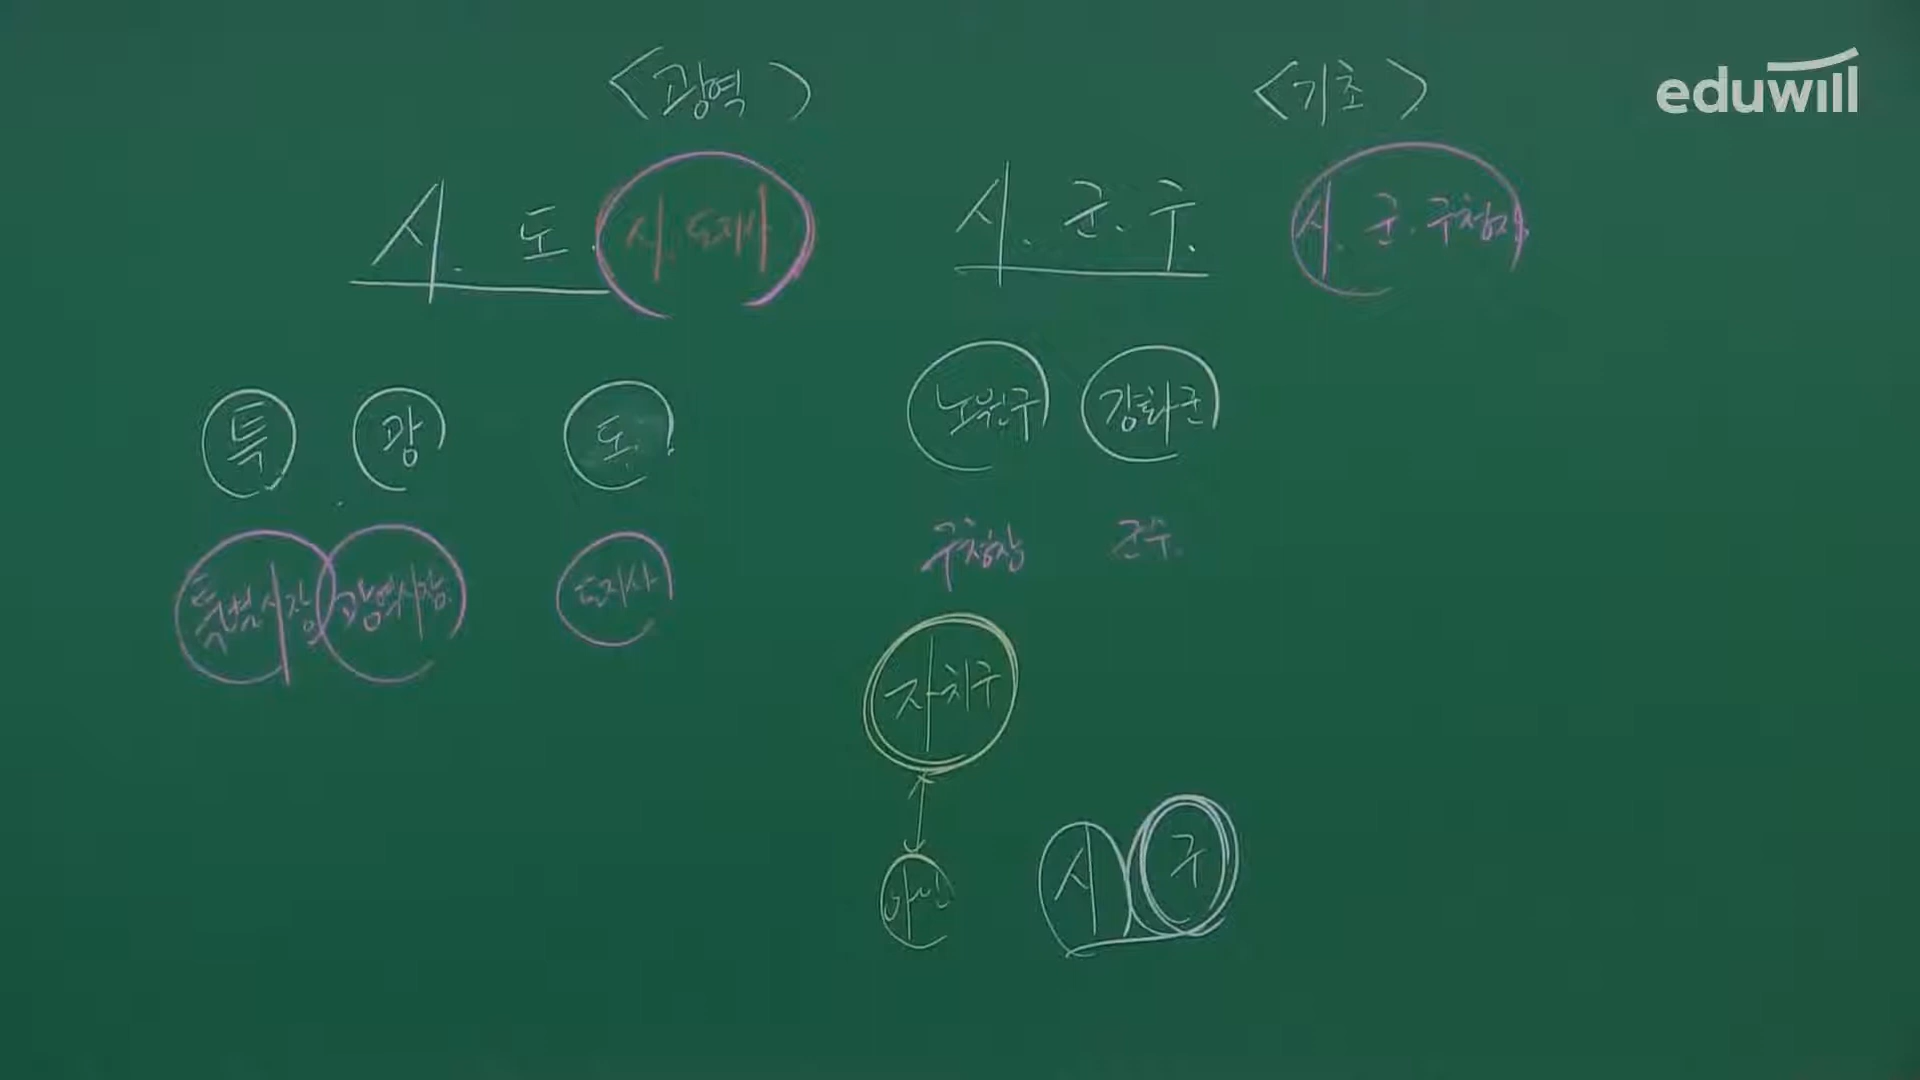 <광역>
<기초>
eduwill
시. 도. 시. 도지사
시. 군. 구. 시. 군. 구청장
특 광 도
노원구 강화군
특별시장 광역시장 도지사
구청장 군수
자치구
시 구